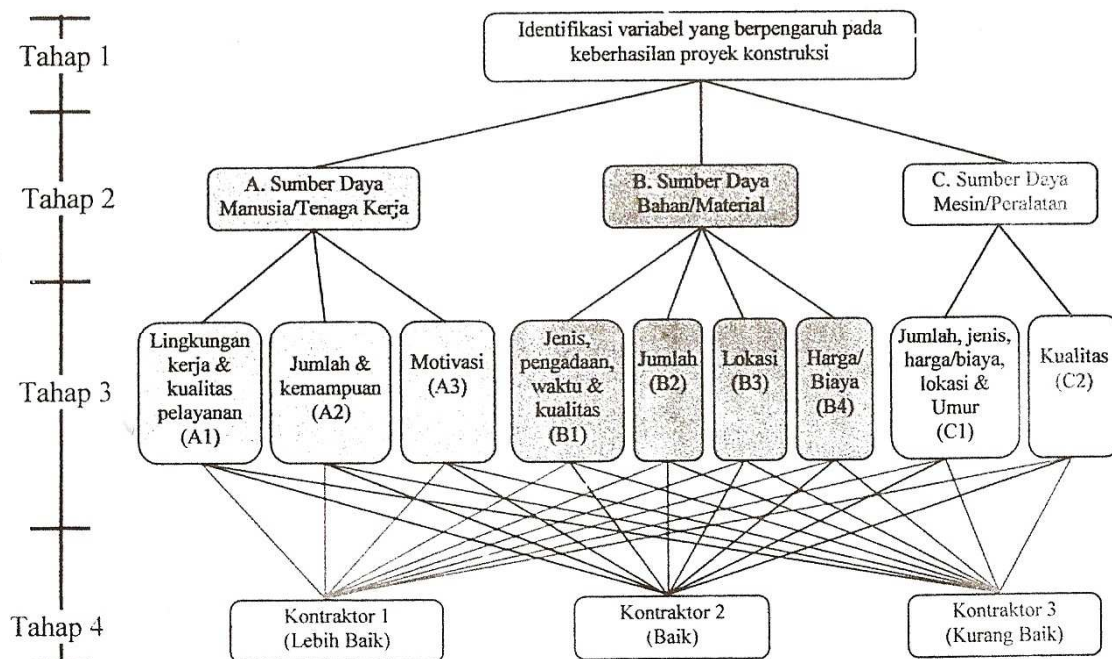 Identifikasi variabel yang berpengaruh pada
keberhasilan proyek konstruksi
Tahap 1
Tahap 2
A. Sumber Daya
Manusia/Tenaga Kerja
B. Sumber Daya
Bahan/Material
C. Sumber Daya
Mesin/Peralatan
Tahap 3
Lingkungan
kerja &
kualitas
pelayanan
(A1)
Jumlah &
kemampuan
(A2)
Motivasi
(A3)
Jenis,
pengadaan,
waktu &
kualitas
(B1)
Jumlah
(B2)
Lokasi
(B3)
Harga/
Biaya
(B4)
Jumlah, jenis,
harga/biaya,
lokasi &
Umur
(C1)
Kualitas
(C2)
Tahap 4
Kontraktor 1
(Lebih Baik)
Kontraktor 2
(Baik)
Kontraktor 3
(Kurang Baik)